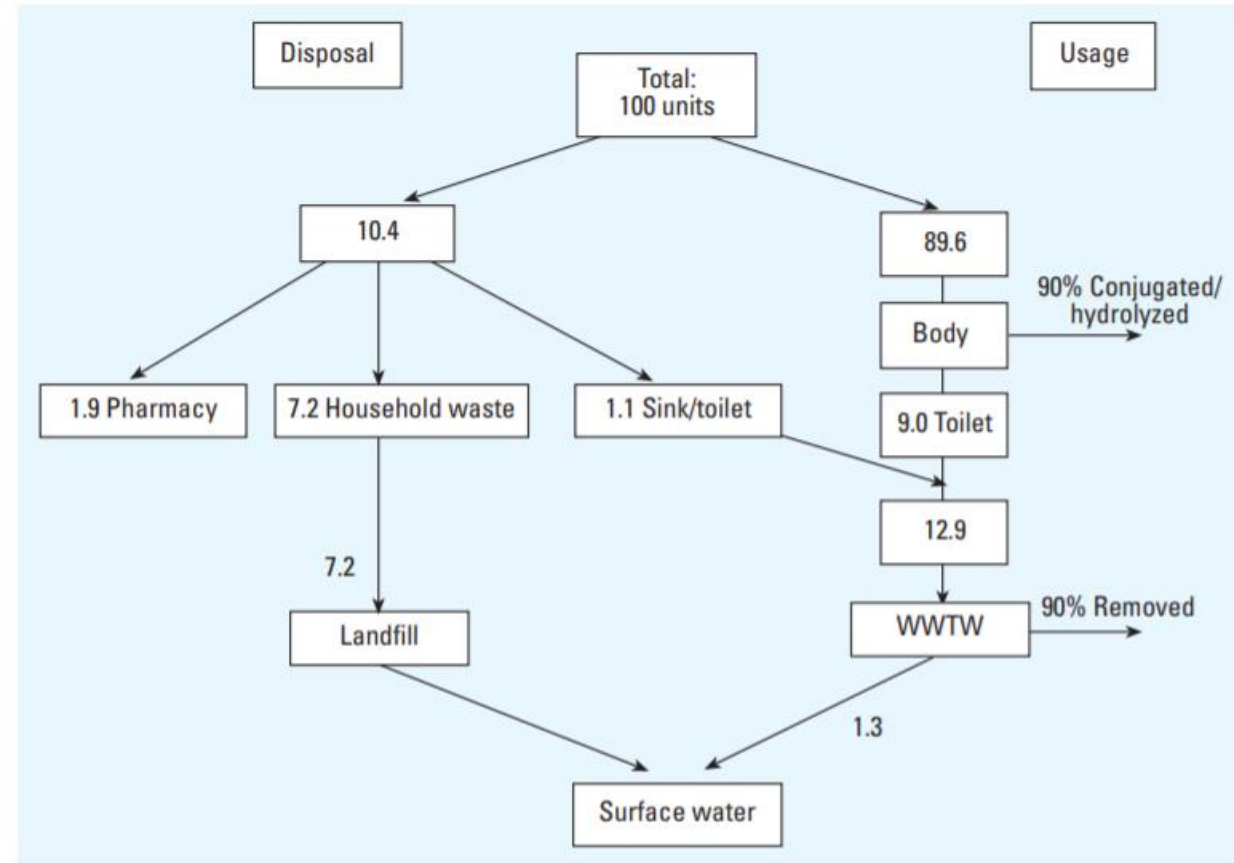 Disposal
Usage
Total:
100 units
10.4
89.6
90% Conjugated/
hydrolyzed
Body
1.9 Pharmacy
7.2 Household waste
1.1 Sink/toilet
9.0 Toilet
12.9
7.2
Landfill
WWTW
90% Removed
1.3
Surface water